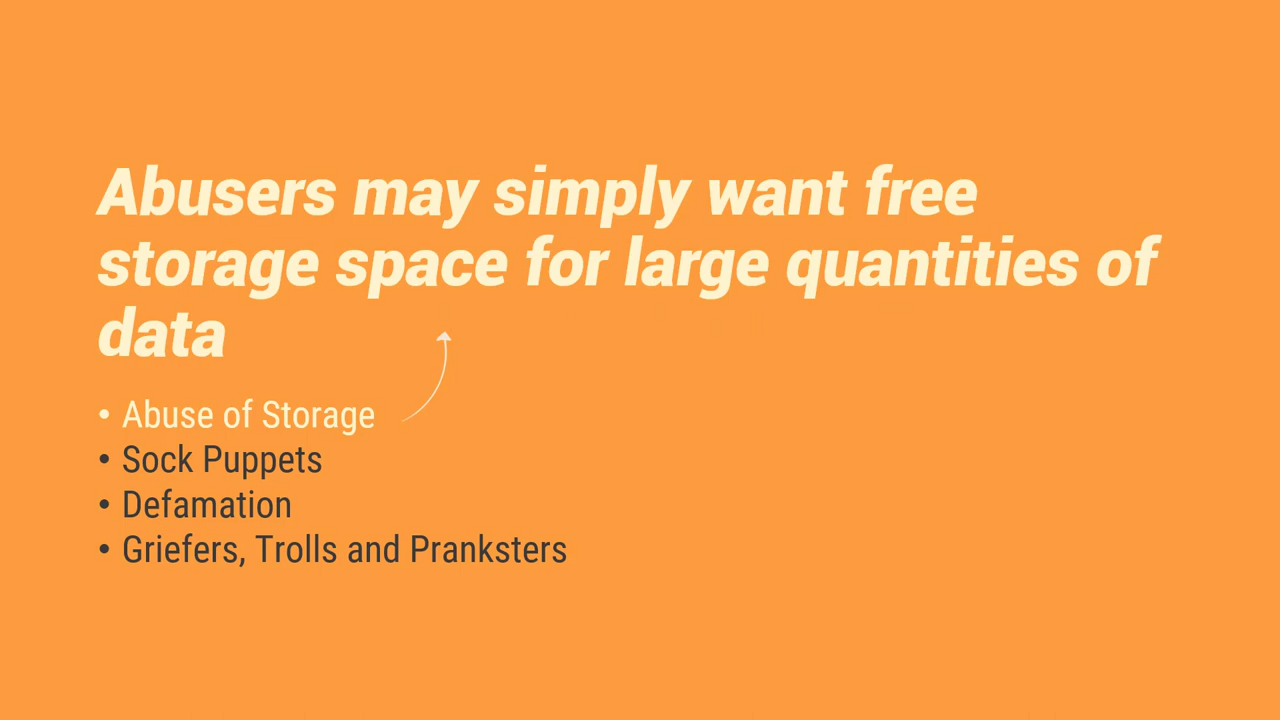 Abusers may simply want free
storage space for large quantities of
data
• Abuse of Storage
• Sock Puppets
• Defamation
• Griefers, Trolls and Pranksters